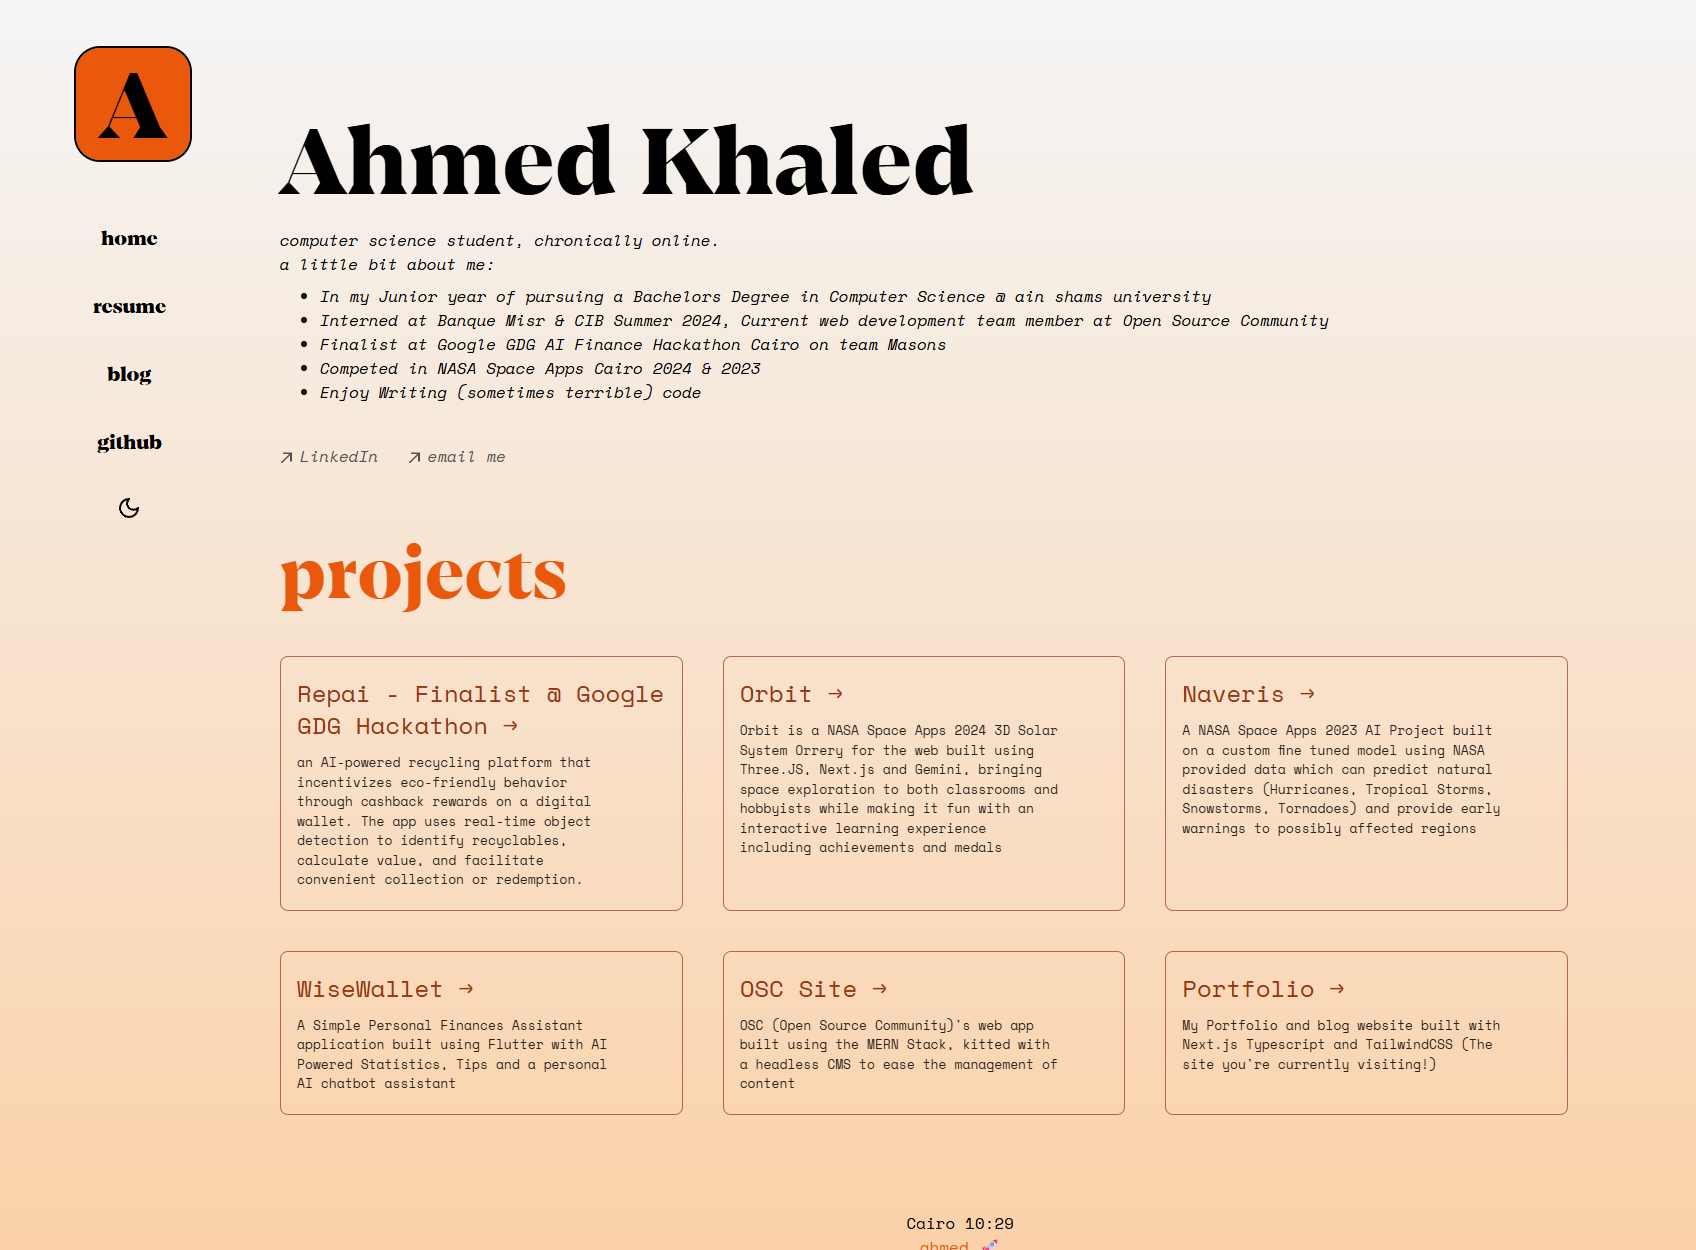 A
home
resume
blog
github
Ahmed Khaled
computer science student, chronically online.
a little bit about me:
• In my Junior year of pursuing a Bachelors Degree in Computer Science @ ain shams university
• Interned at Banque Misr & CIB Summer 2024, Current web development team member at Open Source Community
• Finalist at Google GDG AI Finance Hackathon Cairo on team Masons
• Competed in NASA Space Apps Cairo 2024 & 2023
• Enjoy Writing (sometimes terrible) code
LinkedIn
email me
projects
Repai - Finalist @ Google
GDG Hackathon →
an AI-powered recycling platform that
incentivizes eco-friendly behavior
through cashback rewards on a digital
wallet. The app uses real-time object
detection to identify recyclables,
calculate value, and facilitate
convenient collection or redemption.
Orbit →
Orbit is a NASA Space Apps 2024 3D Solar
System Orrery for the web built using
Three.JS, Next.js and Gemini, bringing
space exploration to both classrooms and
hobbyists while making it fun with an
interactive learning experience
including achievements and medals
Naveris →
A NASA Space Apps 2023 AI Project built
on a custom fine tuned model using NASA
provided data which can predict natural
disasters (Hurricanes, Tropical Storms,
Snowstorms, Tornadoes) and provide early
warnings to possibly affected regions
WiseWallet →
A Simple Personal Finances Assistant
application built using Flutter with AI
Powered Statistics, Tips and a personal
AI chatbot assistant
OSC Site →
OSC (Open Source Community)'s web app
built using the MERN Stack, kitted with
a headless CMS to ease the management of
content
Portfolio →
My Portfolio and blog website built with
Next.js Typescript and TailwindCSS (The
site you're currently visiting!)
Cairo 10:29
ahmed 🚀